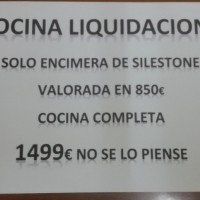 OCINA LIQUIDACION
SOLO ENCIMERA DE SILESTONE
VALORADA EN 850€
COCINA COMPLETA
1499€ NO SE LO PIENSE